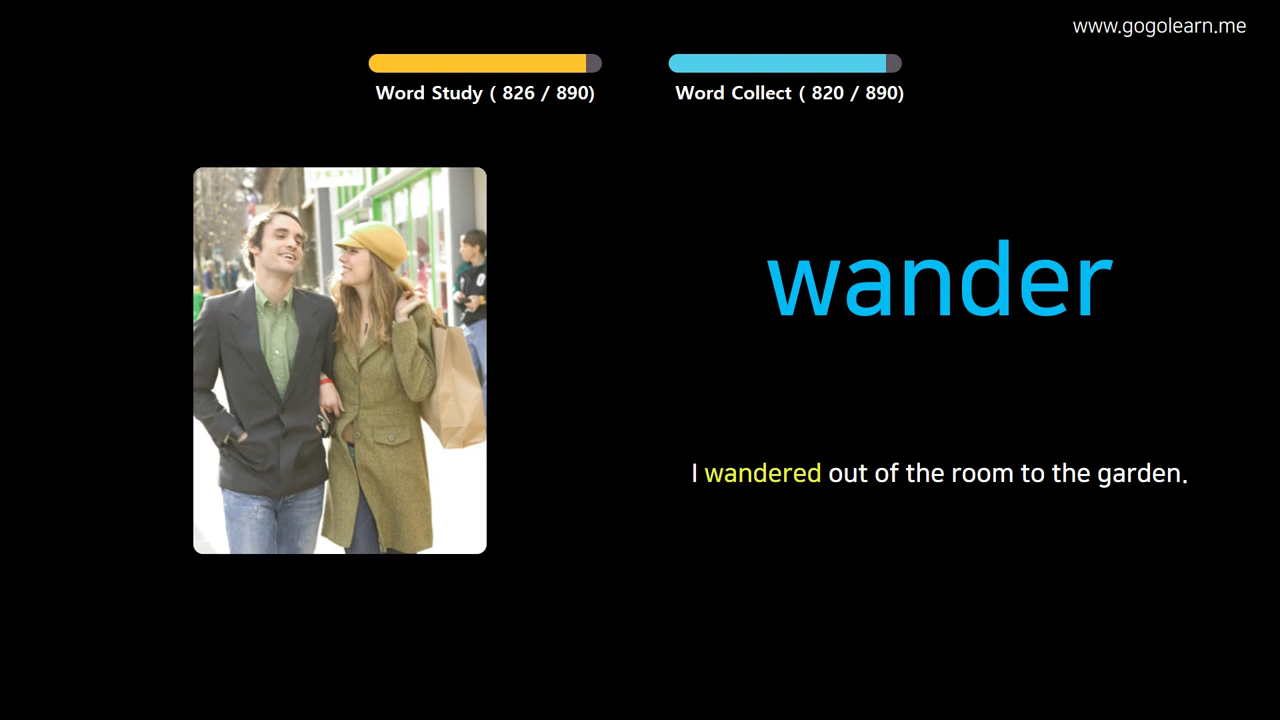 www.gogolearn.me
Word Study ( 826 / 890)
Word Collect ( 820 / 890)
wander
I wandered out of the room to the garden.